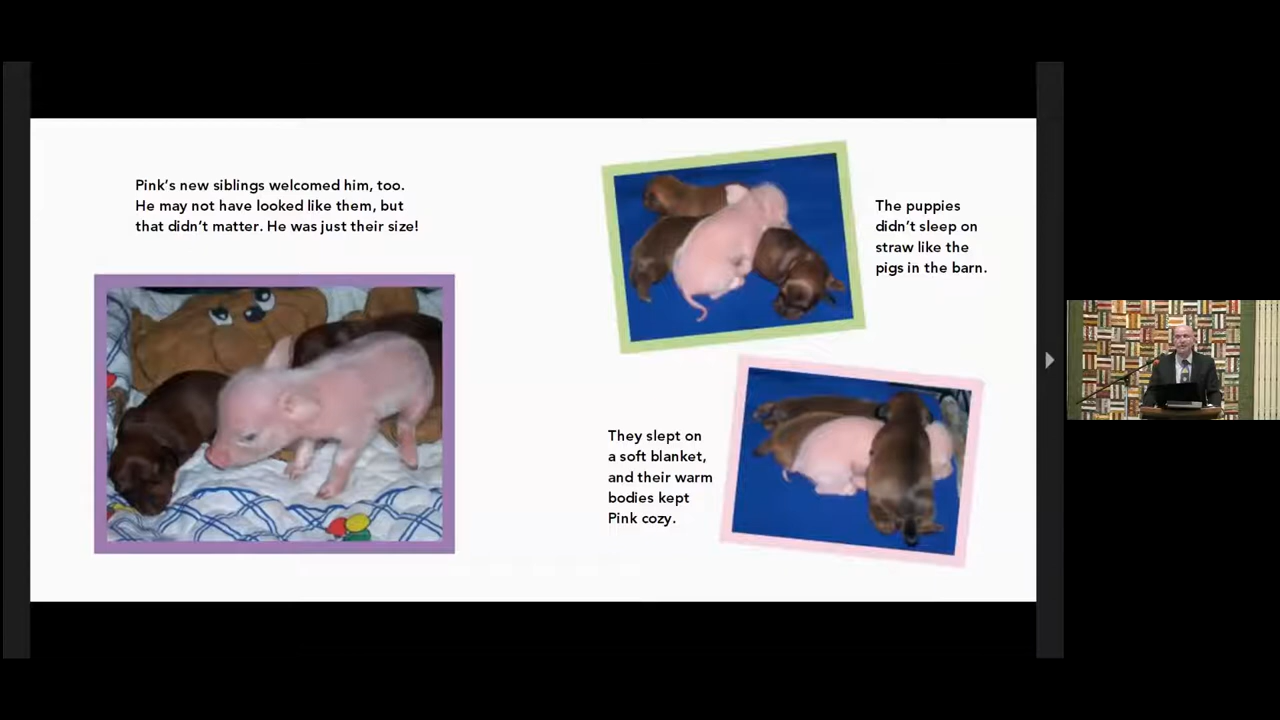 Pink’s new siblings welcomed him, too.
He may not have looked like them, but
that didn’t matter. He was just their size!
The puppies
didn’t sleep on
straw like the
pigs in the barn.
They slept on
a soft blanket,
and their warm
bodies kept
Pink cozy.